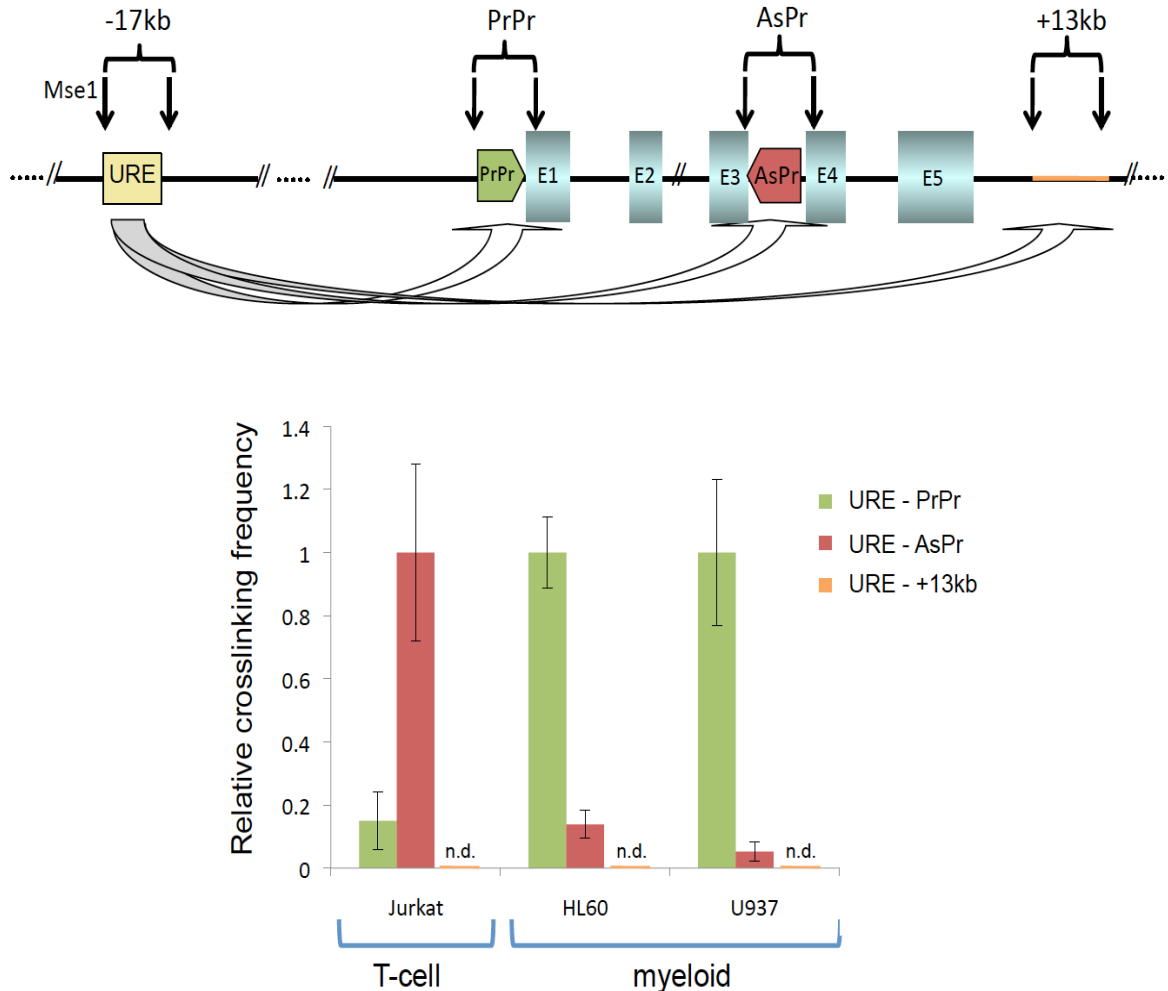 -17kb PrPr AsPr +13kb
Mse1
URE PrPr E1 E2 E3 AsPr E4 E5
Relative crosslinking frequency
1.4
1.2
1
0.8
0.6
0.4
0.2
0
n.d. n.d. n.d.
URE - PrPr
URE - AsPr
URE - +13kb
Jurkat HL60 U937
T-cell myeloid